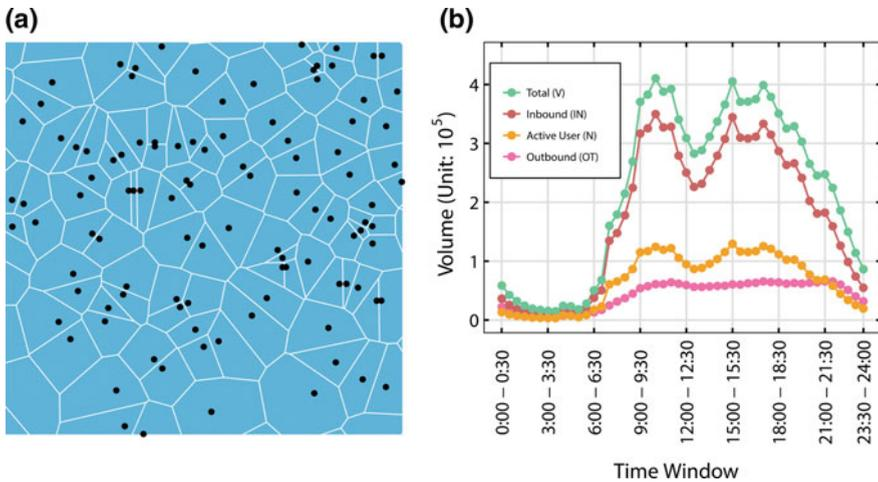 (a)
(b)
Volume (Unit: 10⁵)
4
3
2
1
0
Total (V)
Inbound (IN)
Active User (N)
Outbound (OT)
0:00 – 0:30
3:00 – 3:30
6:00 – 6:30
9:00 – 9:30
12:00 – 12:30
15:00 – 15:30
18:00 – 18:30
21:00 – 21:30
23:30 – 24:00
Time Window